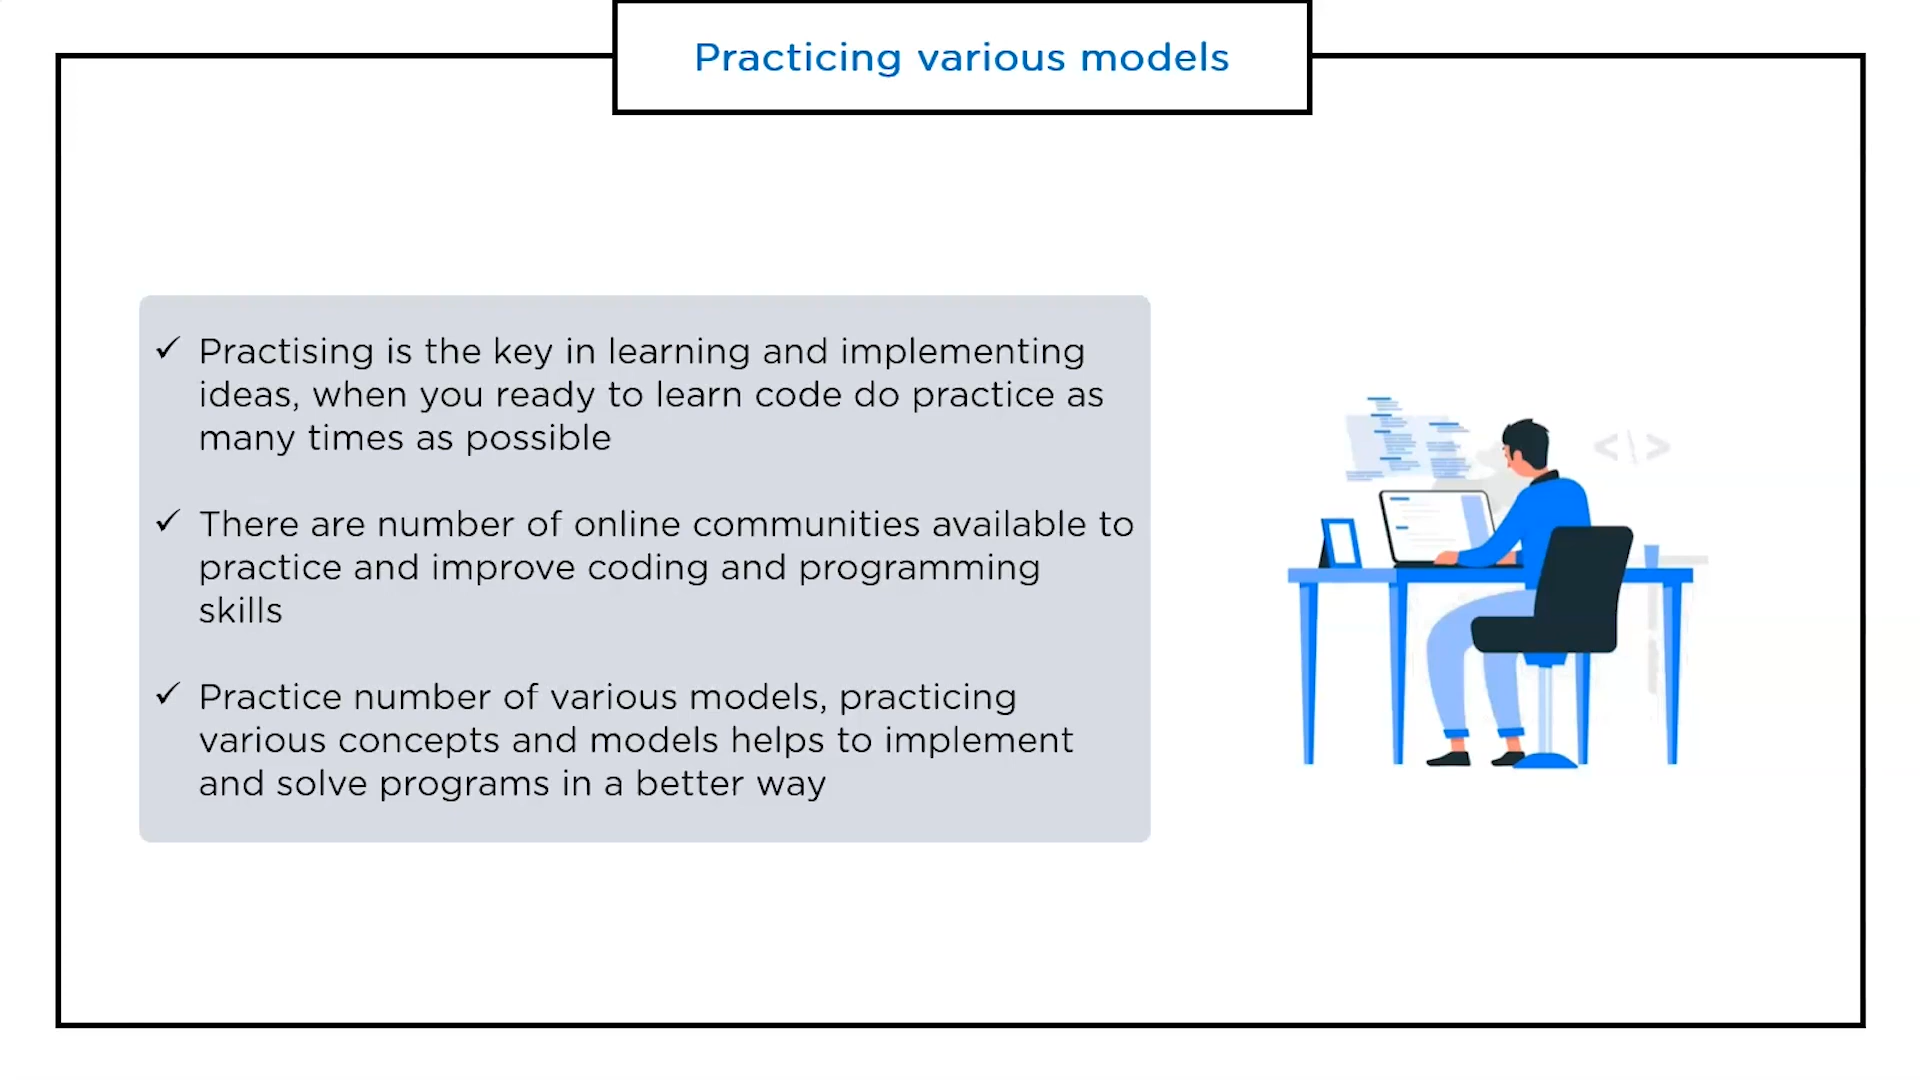 Practicing various models
✓ Practising is the key in learning and implementing
ideas, when you ready to learn code do practice as
many times as possible
✓ There are number of online communities available to
practice and improve coding and programming
skills
✓ Practice number of various models, practicing
various concepts and models helps to implement
and solve programs in a better way
<\>